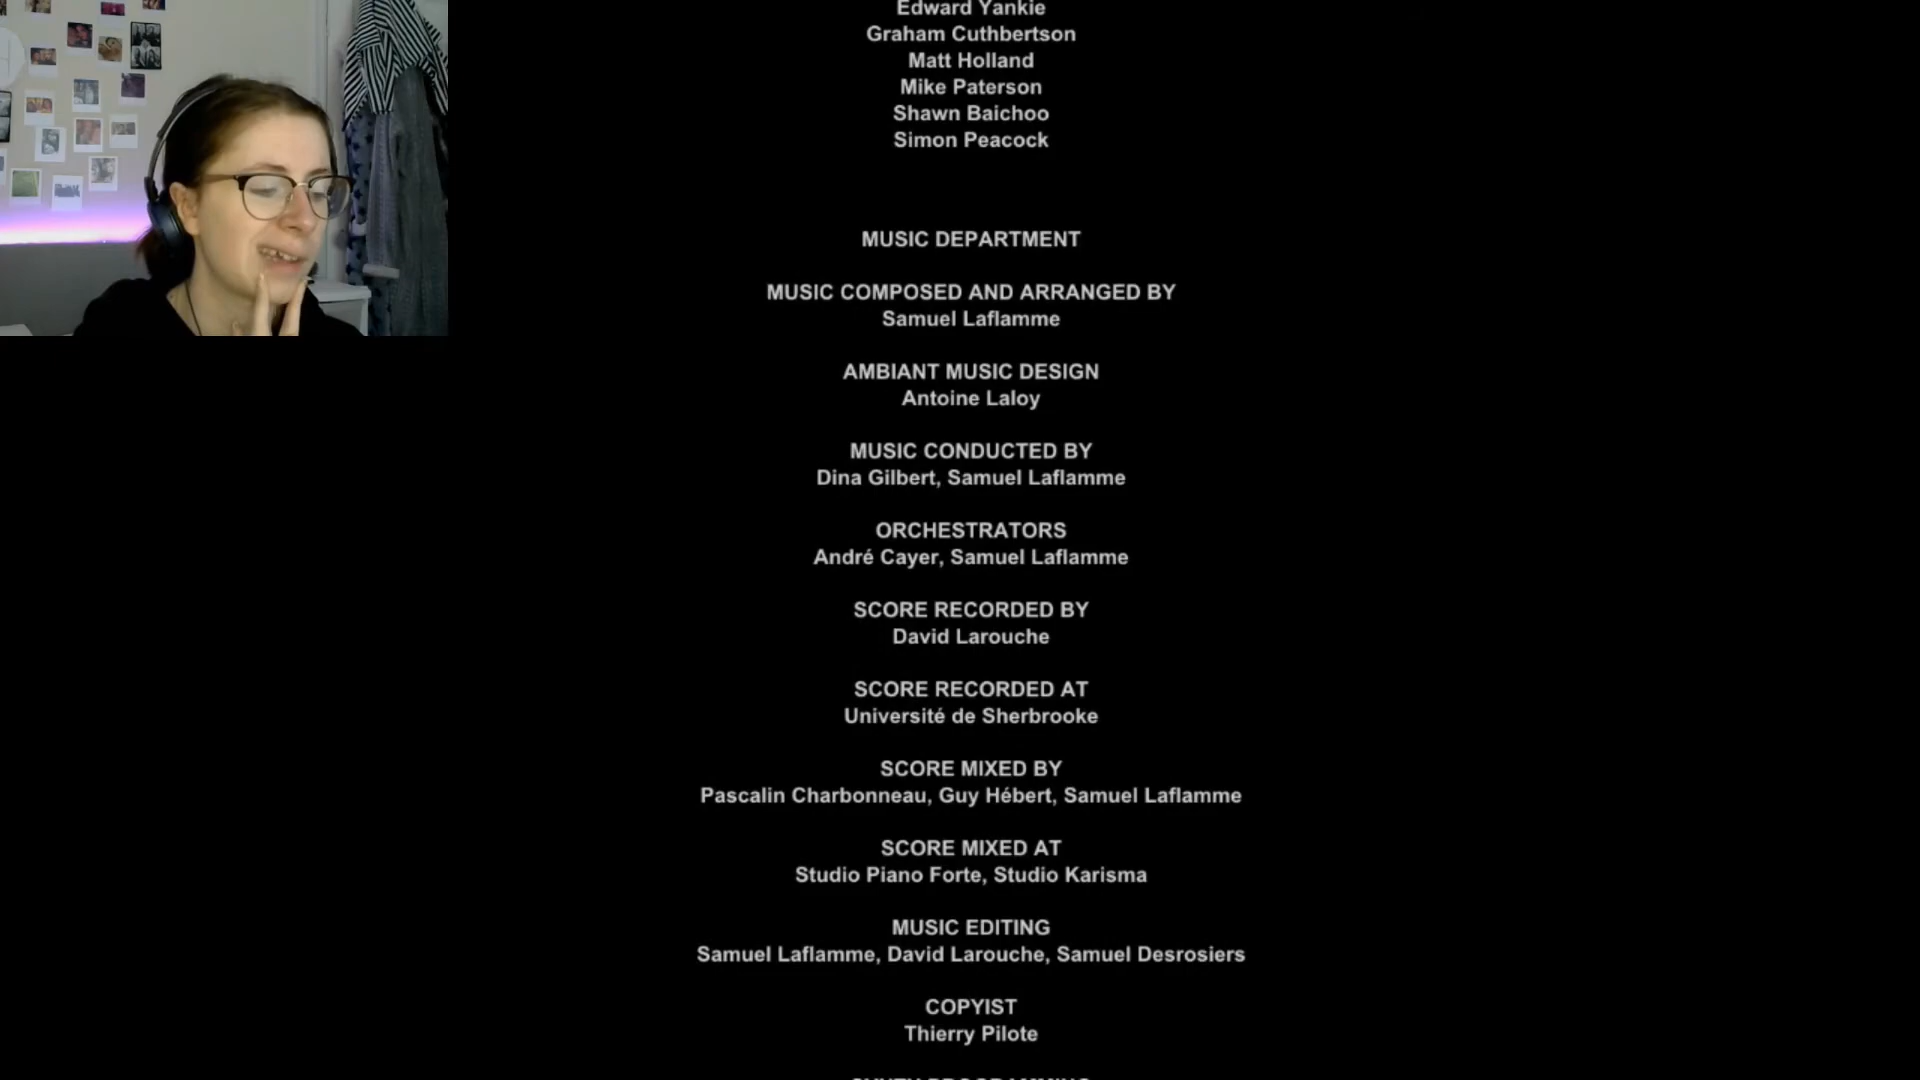 Edward Yankie
Graham Cuthbertson
Matt Holland
Mike Paterson
Shawn Baichoo
Simon Peacock
MUSIC DEPARTMENT
MUSIC COMPOSED AND ARRANGED BY
Samuel Laflamme
AMBIANT MUSIC DESIGN
Antoine Laloy
MUSIC CONDUCTED BY
Dina Gilbert, Samuel Laflamme
ORCHESTRATORS
André Cayer, Samuel Laflamme
SCORE RECORDED BY
David Larouche
SCORE RECORDED AT
Université de Sherbrooke
SCORE MIXED BY
Pascalin Charbonneau, Guy Hébert, Samuel Laflamme
SCORE MIXED AT
Studio Piano Forte, Studio Karisma
MUSIC EDITING
Samuel Laflamme, David Larouche, Samuel Desrosiers
COPYIST
Thierry Pilote